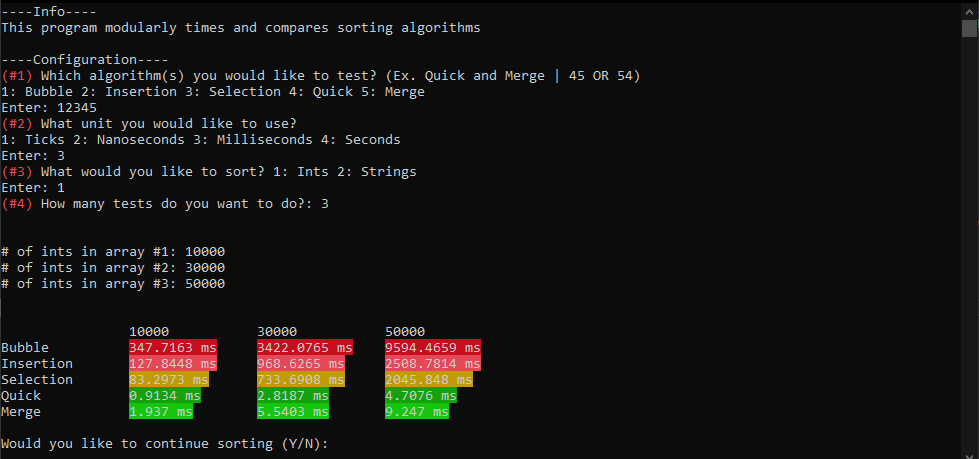 ----Info----
This program modularly times and compares sorting algorithms
----Configuration----
(#1) Which algorithm(s) you would like to test? (Ex. Quick and Merge | 45 OR 54)
1: Bubble 2: Insertion 3: Selection 4: Quick 5: Merge
Enter: 12345
(#2) What unit you would like to use?
1: Ticks 2: Nanoseconds 3: Milliseconds 4: Seconds
Enter: 3
(#3) What would you like to sort? 1: Ints 2: Strings
Enter: 1
(#4) How many tests do you want to do?: 3
# of ints in array #1: 10000
# of ints in array #2: 30000
# of ints in array #3: 50000
10000 30000 50000
Bubble 347.7163 ms 3422.0765 ms 9594.4659 ms
Insertion 127.8448 ms 968.6265 ms 2508.7814 ms
Selection 83.2973 ms 733.6908 ms 2045.848 ms
Quick 0.9134 ms 2.8187 ms 4.7076 ms
Merge 1.937 ms 5.5403 ms 9.247 ms
Would you like to continue sorting (Y/N):